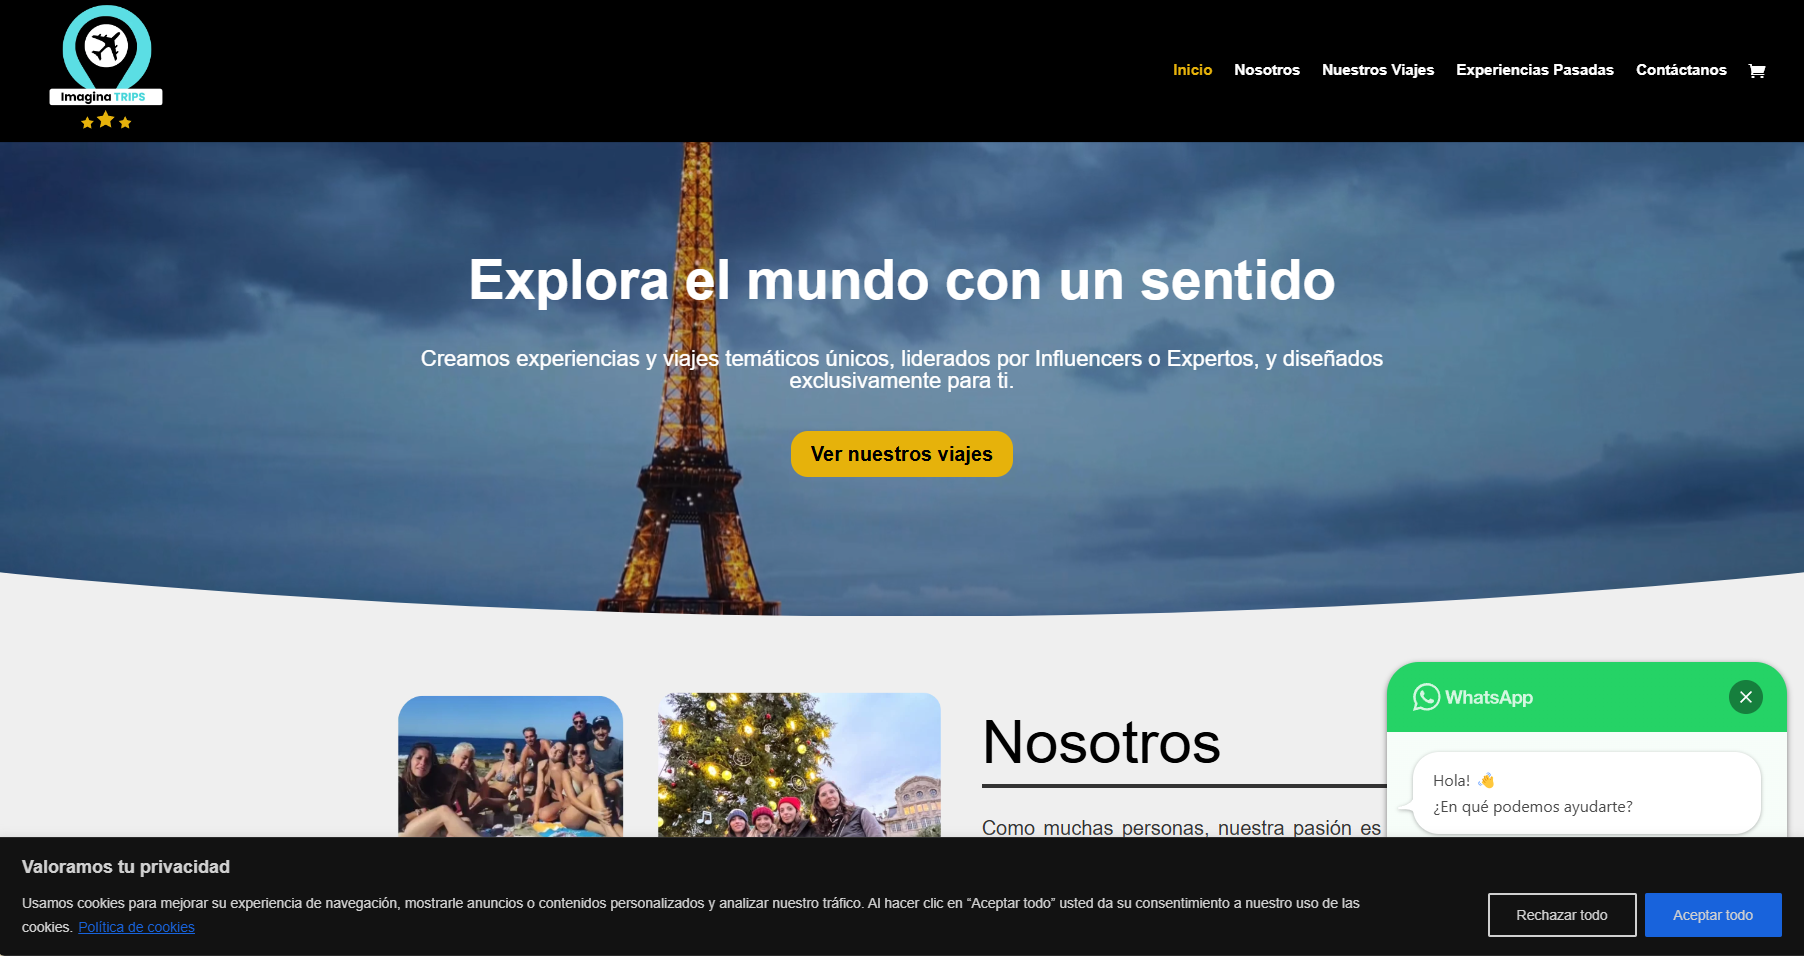 Imagina TRIPS
Inicio
Nosotros
Nuestros Viajes
Experiencias Pasadas
Contáctanos
Explora el mundo con un sentido
Creamos experiencias y viajes temáticos únicos, liderados por Influencers o Expertos, y diseñados
exclusivamente para ti.
Ver nuestros viajes
Nosotros
Como muchas personas, nuestra pasión es
WhatsApp
Hola! 👋
¿En qué podemos ayudarte?
Valoramos tu privacidad
Usamos cookies para mejorar su experiencia de navegación, mostrarle anuncios o contenidos personalizados y analizar nuestro tráfico. Al hacer clic en “Aceptar todo” usted da su consentimiento a nuestro uso de las
cookies. Política de cookies
Rechazar todo
Aceptar todo